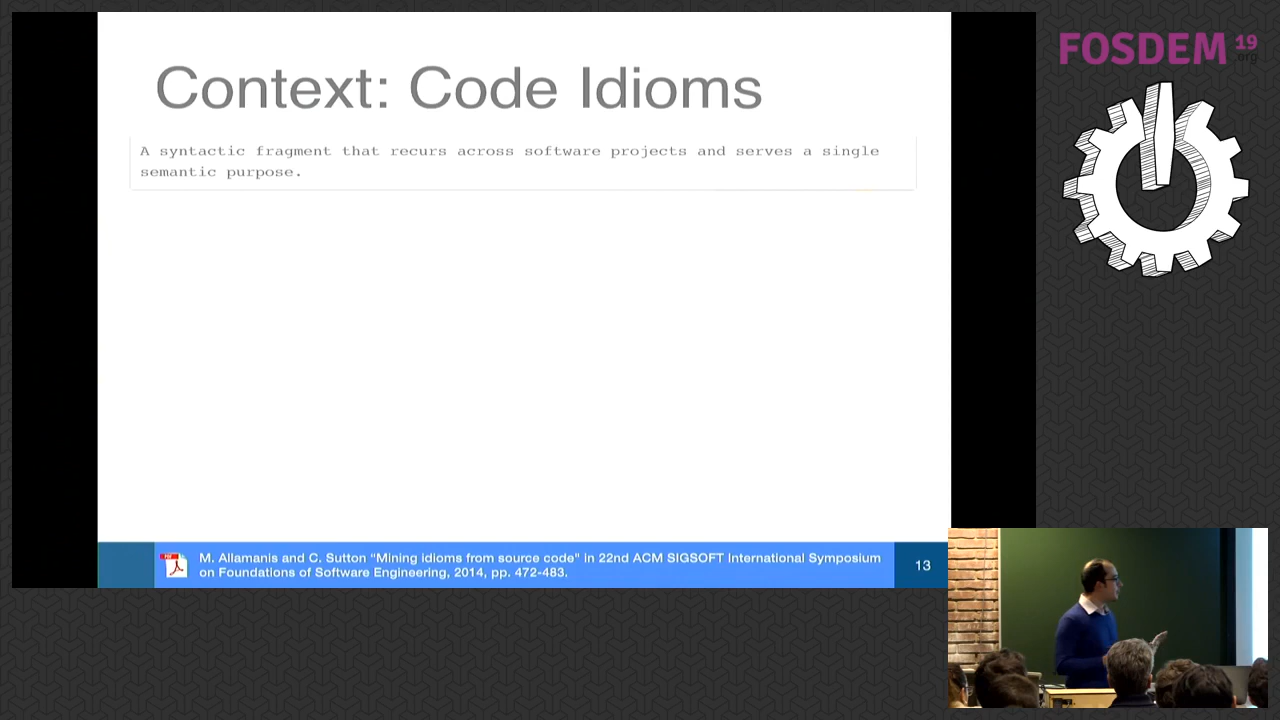 Context: Code Idioms
A syntactic fragment that recurs across software projects and serves a single
semantic purpose.
M. Allamanis and C. Sutton "Mining idioms from source code" in 22nd ACM SIGSOFT International Symposium
on Foundations of Software Engineering, 2014, pp. 472-483.
13
FOSDEM 19
.org
PDF